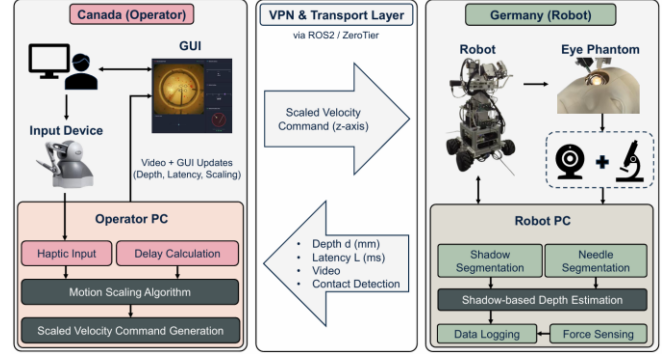 Canada (Operator)
GUI
Input Device
Video + GUI Updates
(Depth, Latency, Scaling)
Operator PC
Haptic Input
Delay Calculation
Motion Scaling Algorithm
Scaled Velocity Command Generation
VPN & Transport Layer
via ROS2 / ZeroTier
Scaled Velocity
Command (z-axis)
• Depth d (mm)
• Latency L (ms)
• Video
• Contact Detection
Germany (Robot)
Robot
Eye Phantom
Robot PC
Shadow
Segmentation
Needle
Segmentation
Shadow-based Depth Estimation
Data Logging
Force Sensing